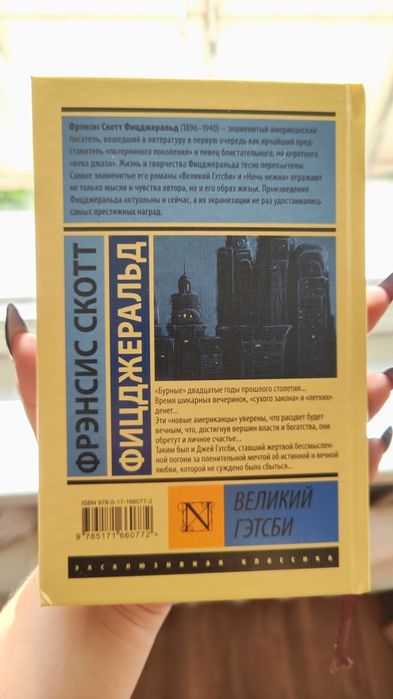 Фрэнсис Скотт Фицджеральд (1896–1940) – знаменитый американский
писатель, вошедший в литературу в первую очередь как ярчайший пред-
ставитель «потерянного поколения» и певец блистательного, но короткого
«века джаза». Жизнь и творчество Фицджеральда тесно переплетены.
Самые знаменитые его романы «Великий Гэтсби» и «Ночь нежна» отражают
не только мысли и чувства автора, но и его образ жизни. Произведения
Фицджеральда актуальны и сейчас, а их экранизации не раз удостаивались
самых престижных наград.
ФРЭНСИС СКОТТ
ФИЦДЖЕРАЛЬД
«Бурные» двадцатые годы прошлого столетия...
Время шикарных вечеринок, «сухого закона» и «легких»
денег...
Эти «новые американцы» уверены, что расцвет будет
вечным, что, достигнув вершин власти и богатства, они
обретут и личное счастье...
Таким был и Джей Гэтсби, ставший жертвой бессмыслен-
ной погони за пленительной мечтой об истинной и вечной
любви, которой не суждено было сбыться...
ISBN 978-5-17-166077-2
9 785171 660772 >
N
ВЕЛИКИЙ
ГЭТСБИ
эксклюзивная классика